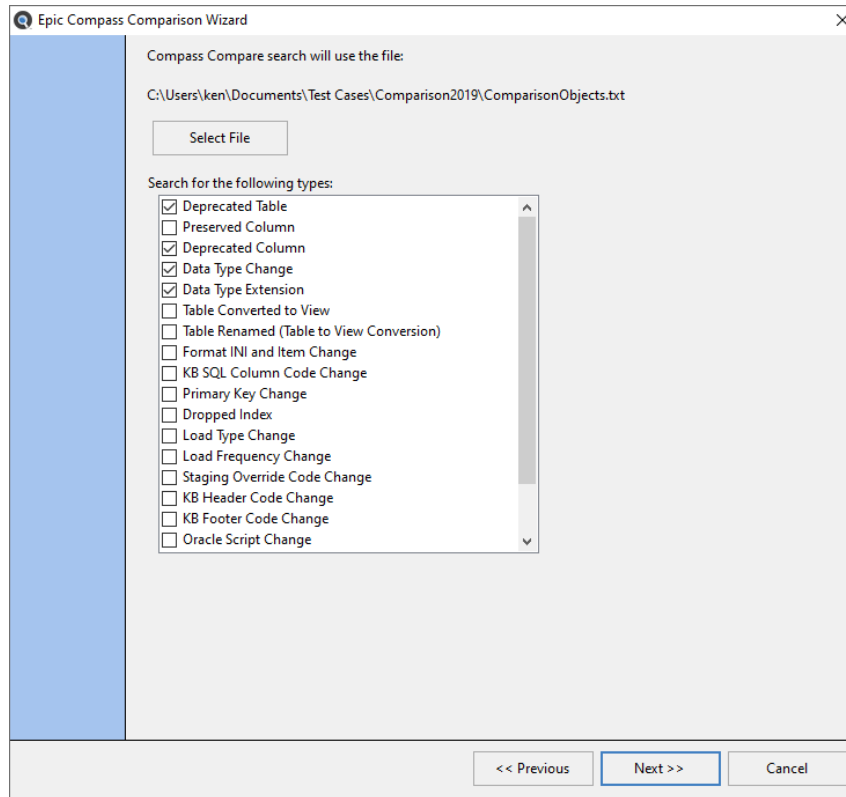 Epic Compass Comparison Wizard
Compass Compare search will use the file:
C:\Users\ken\Documents\Test Cases\Comparison2019\ComparisonObjects.txt
Select File
Search for the following types:
Deprecated Table
Preserved Column
Deprecated Column
Data Type Change
Data Type Extension
Table Converted to View
Table Renamed (Table to View Conversion)
Format INI and Item Change
KB SQL Column Code Change
Primary Key Change
Dropped Index
Load Type Change
Load Frequency Change
Staging Override Code Change
KB Header Code Change
KB Footer Code Change
Oracle Script Change
<< Previous
Next >>
Cancel